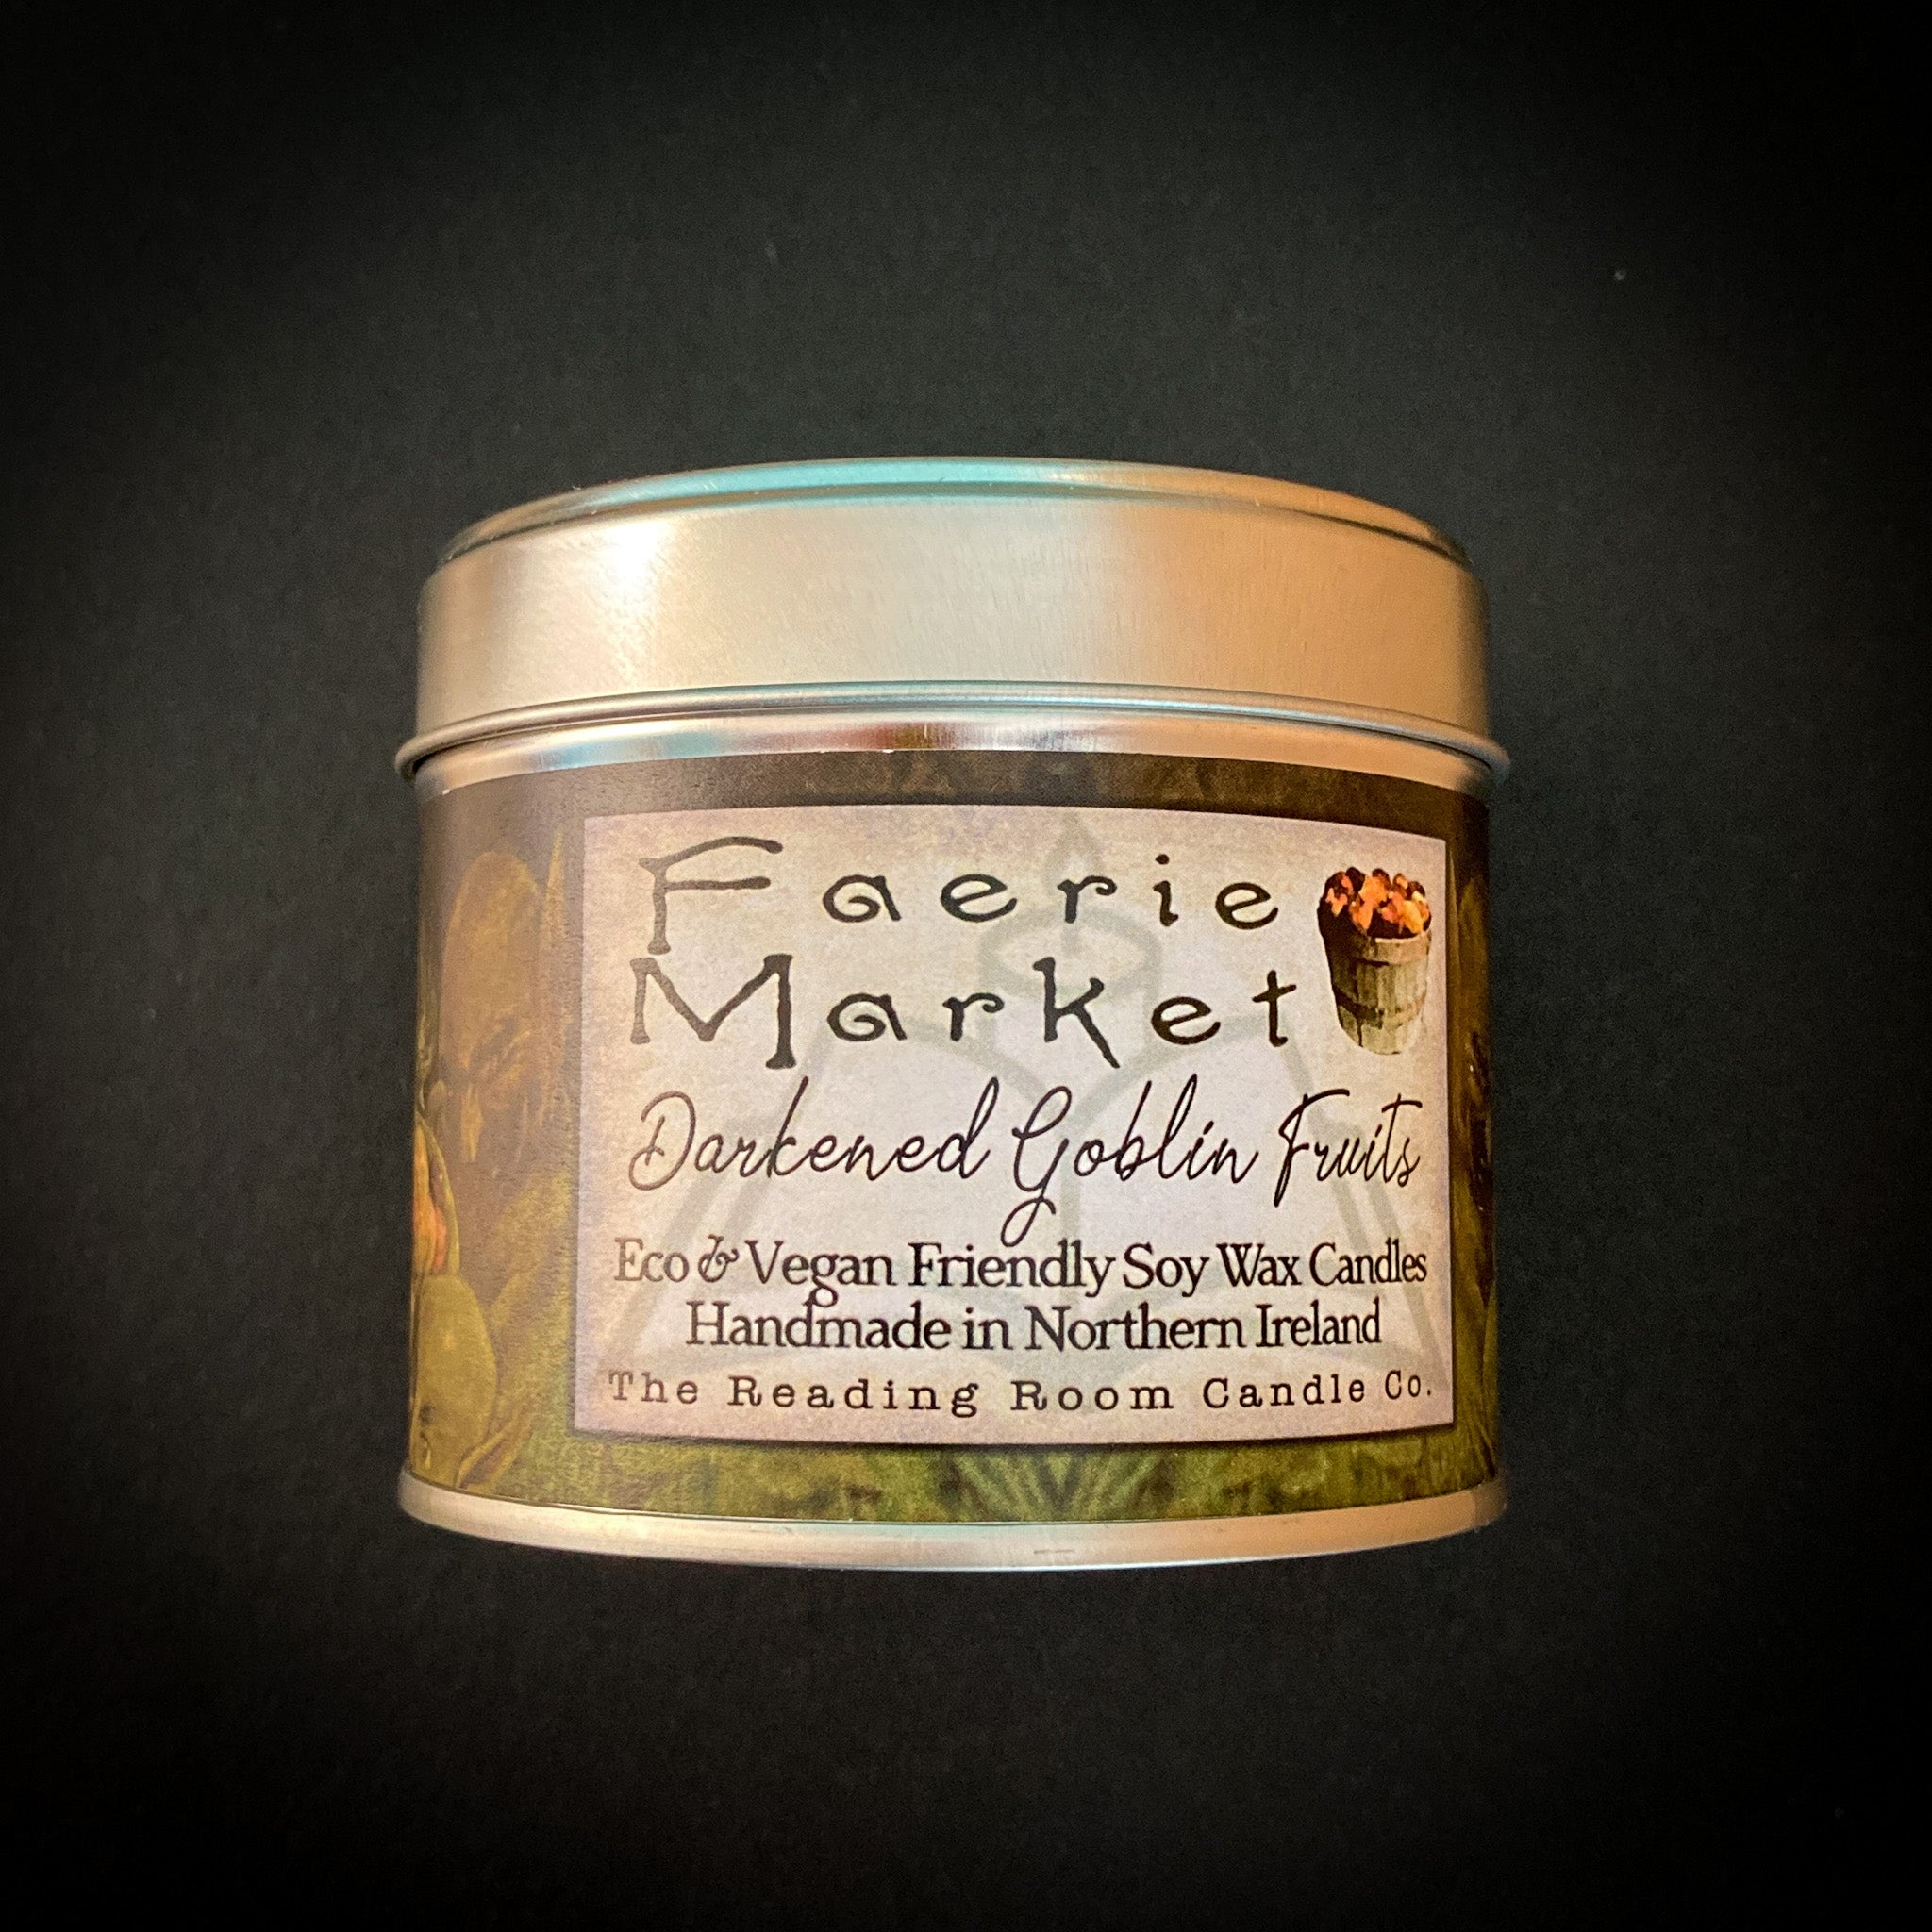 Faerie
Market
Darkened Goblin Fruits
Eco & Vegan Friendly Soy Wax Candles
Handmade in Northern Ireland
The Reading Room Candle Co.